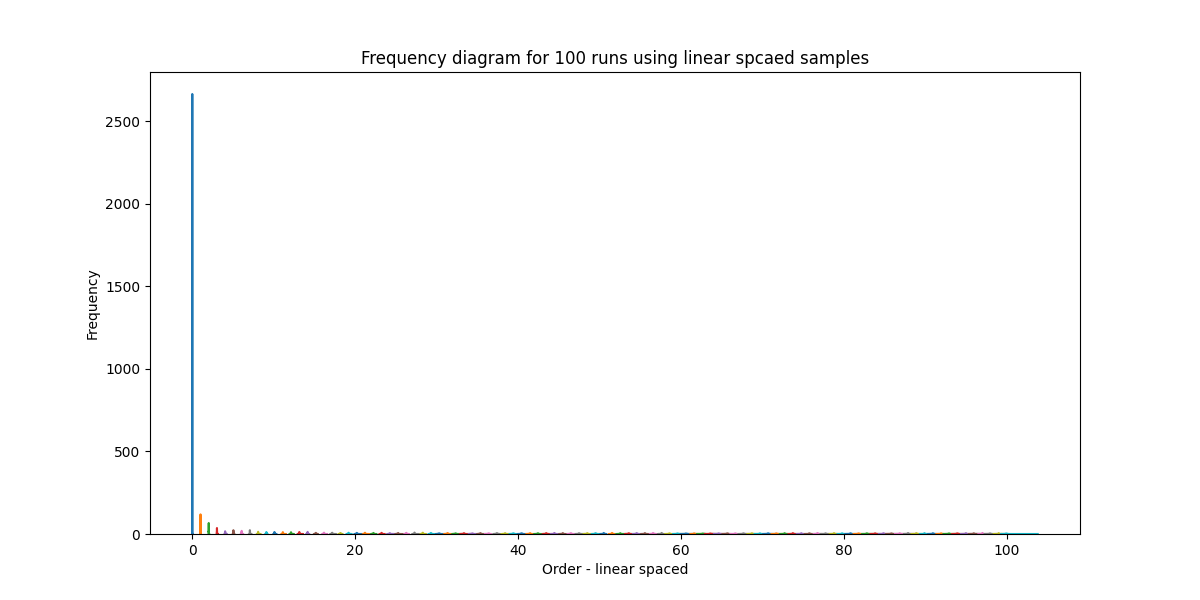 Frequency diagram for 100 runs using linear spcaed samples
2500
2000
1500
1000
500
0
Frequency
0 20 40 60 80 100
Order - linear spaced